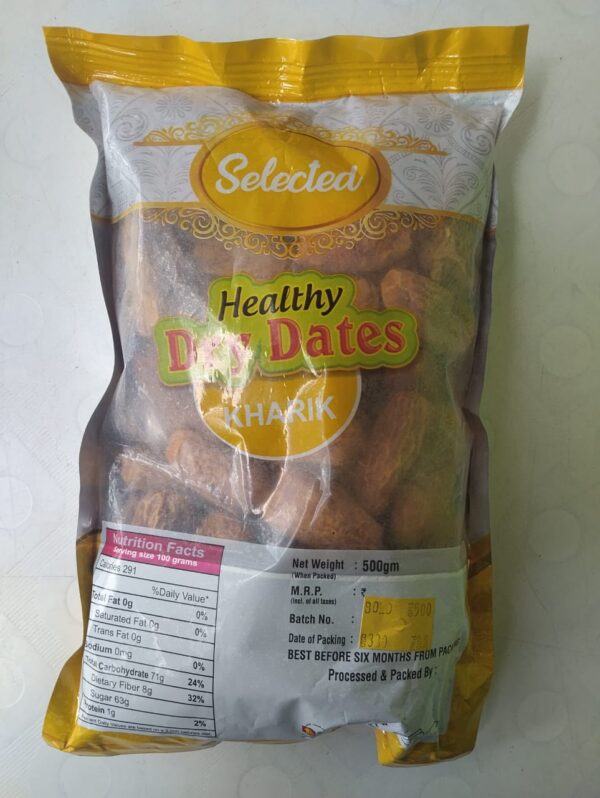 Selected
Healthy
Dry Dates
KHARIK
Nutrition Facts
Serving size 100 grams
Calories 291
%Daily Value*
Total Fat 0g 0%
Saturated Fat 0g 0%
Trans Fat 0g
Sodium 0mg 0%
Total Carbohydrate 71g 24%
Dietary Fiber 8g 32%
Sugar 63g
Protein 1g 2%
Net Weight : 500gm
(When Packed)
M.R.P. : ₹
(Incl. of all taxes)
Batch No. :
Date of Packing :
BEST BEFORE SIX MONTHS FROM
Processed & Packed By :